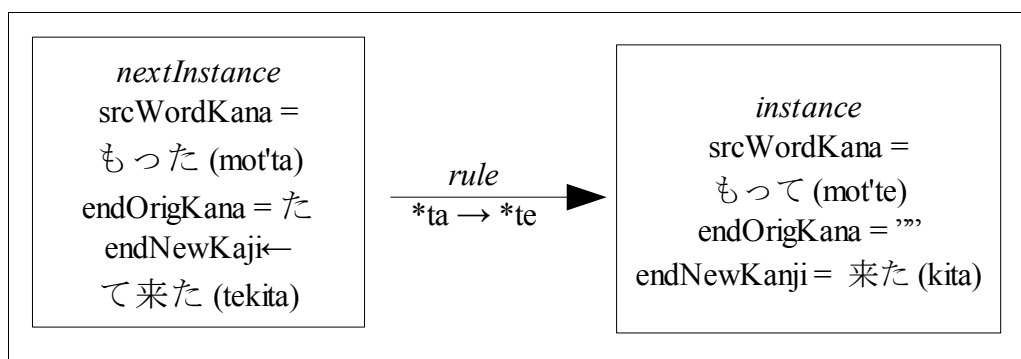 nextInstance
srcWordKana =
もった (mot'ta)
endOrigKana = た
endNewKaji←
て来た (tekita)
rule
*ta → *te
instance
srcWordKana =
もって (mot'te)
endOrigKana = ””
endNewKanji = 来た (kita)